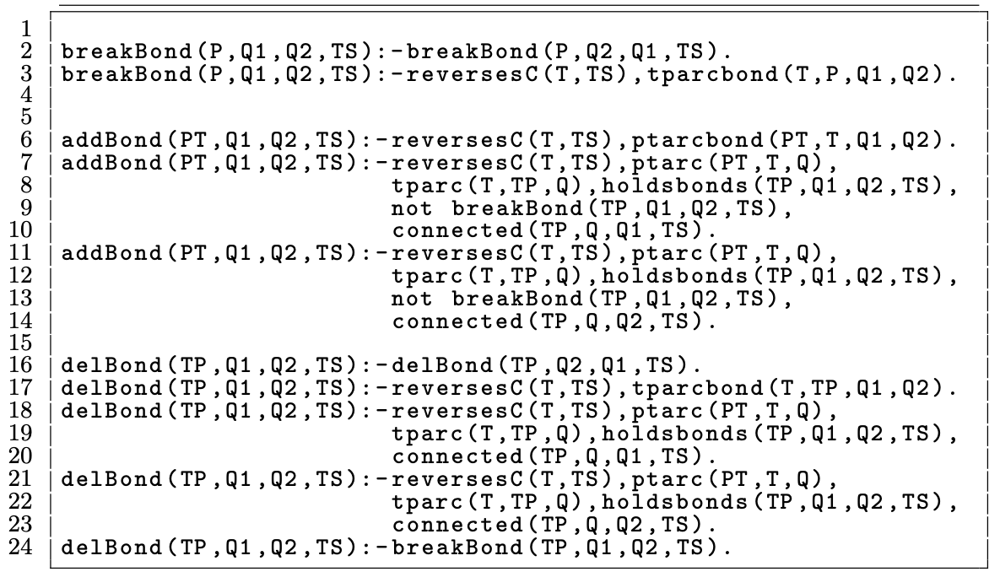 1
2 breakBond(P,Q1,Q2,TS):-breakBond(P,Q2,Q1,TS).
3 breakBond(P,Q1,Q2,TS):-reversesC(T,TS),tparcbond(T,P,Q1,Q2).
4
5
6 addBond(PT,Q1,Q2,TS):-reversesC(T,TS),ptarcbond(PT,T,Q1,Q2).
7 addBond(PT,Q1,Q2,TS):-reversesC(T,TS),ptarc(PT,T,Q),
8 tparc(T,TP,Q),holdsbonds(TP,Q1,Q2,TS),
9 not breakBond(TP,Q1,Q2,TS),
10 connected(TP,Q,Q1,TS).
11 addBond(PT,Q1,Q2,TS):-reversesC(T,TS),ptarc(PT,T,Q),
12 tparc(T,TP,Q),holdsbonds(TP,Q1,Q2,TS),
13 not breakBond(TP,Q1,Q2,TS),
14 connected(TP,Q,Q2,TS).
15
16 delBond(TP,Q1,Q2,TS):-delBond(TP,Q2,Q1,TS).
17 delBond(TP,Q1,Q2,TS):-reversesC(T,TS),tparcbond(T,TP,Q1,Q2).
18 delBond(TP,Q1,Q2,TS):-reversesC(T,TS),ptarc(PT,T,Q),
19 tparc(T,TP,Q),holdsbonds(TP,Q1,Q2,TS),
20 connected(TP,Q,Q1,TS).
21 delBond(TP,Q1,Q2,TS):-reversesC(T,TS),ptarc(PT,T,Q),
22 tparc(T,TP,Q),holdsbonds(TP,Q1,Q2,TS),
23 connected(TP,Q,Q2,TS).
24 delBond(TP,Q1,Q2,TS):-breakBond(TP,Q1,Q2,TS).